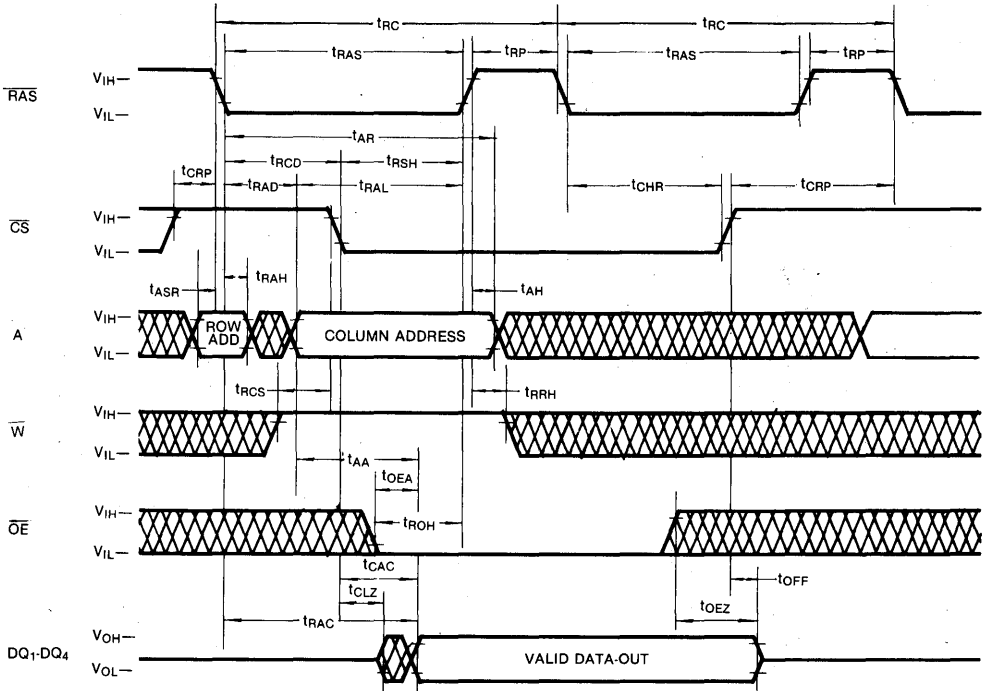 tRC tRC
tRAS tRP tRAS tRP
RAS VIH VIL
tAR
tRCD tRSH
tCRP tRAD tRAL tCHR tCRP
CS VIH VIL
tASR tRAH tAH
A VIH VIL ROW ADD COLUMN ADDRESS
tRCS tRRH
W VIH VIL
tAA
tOEA
tROH
OE VIH VIL
tCAC tOFF
tCLZ tOEZ
tRAC
DQ1-DQ4 VOH VOL VALID DATA-OUT